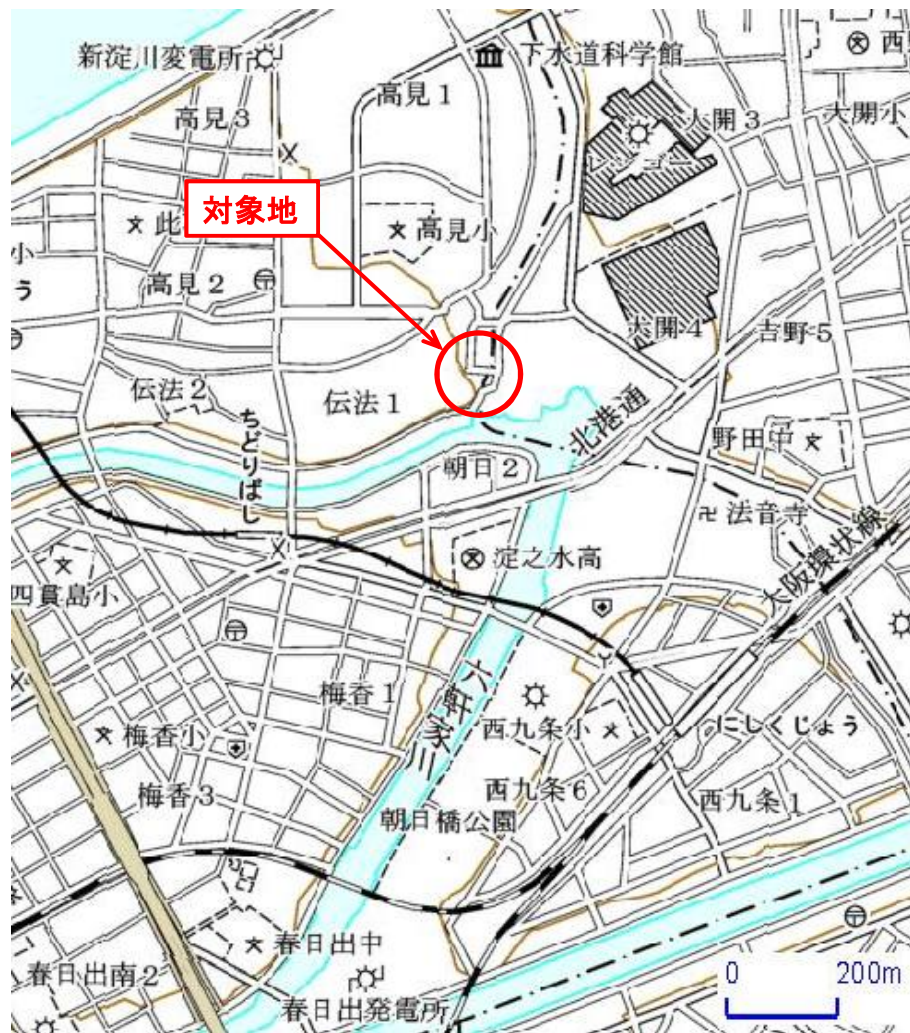 新淀川変電所
下水道科学館
西
高見1
高見3
大開3
大開小
レンゴー
対象地
此
高見小
小
高見2
う
大開4
吉野5
伝法2
伝法1
北港通
野田中
ちどりばし
朝日2
法音寺
淀之水高
大阪環状線
四貫島小
六軒家川
梅香1
西九条小
にしくじょう
梅香小
梅香3
西九条6
西九条1
朝日橋公園
春日出中
春日出南2
春日出発電所
0 200m